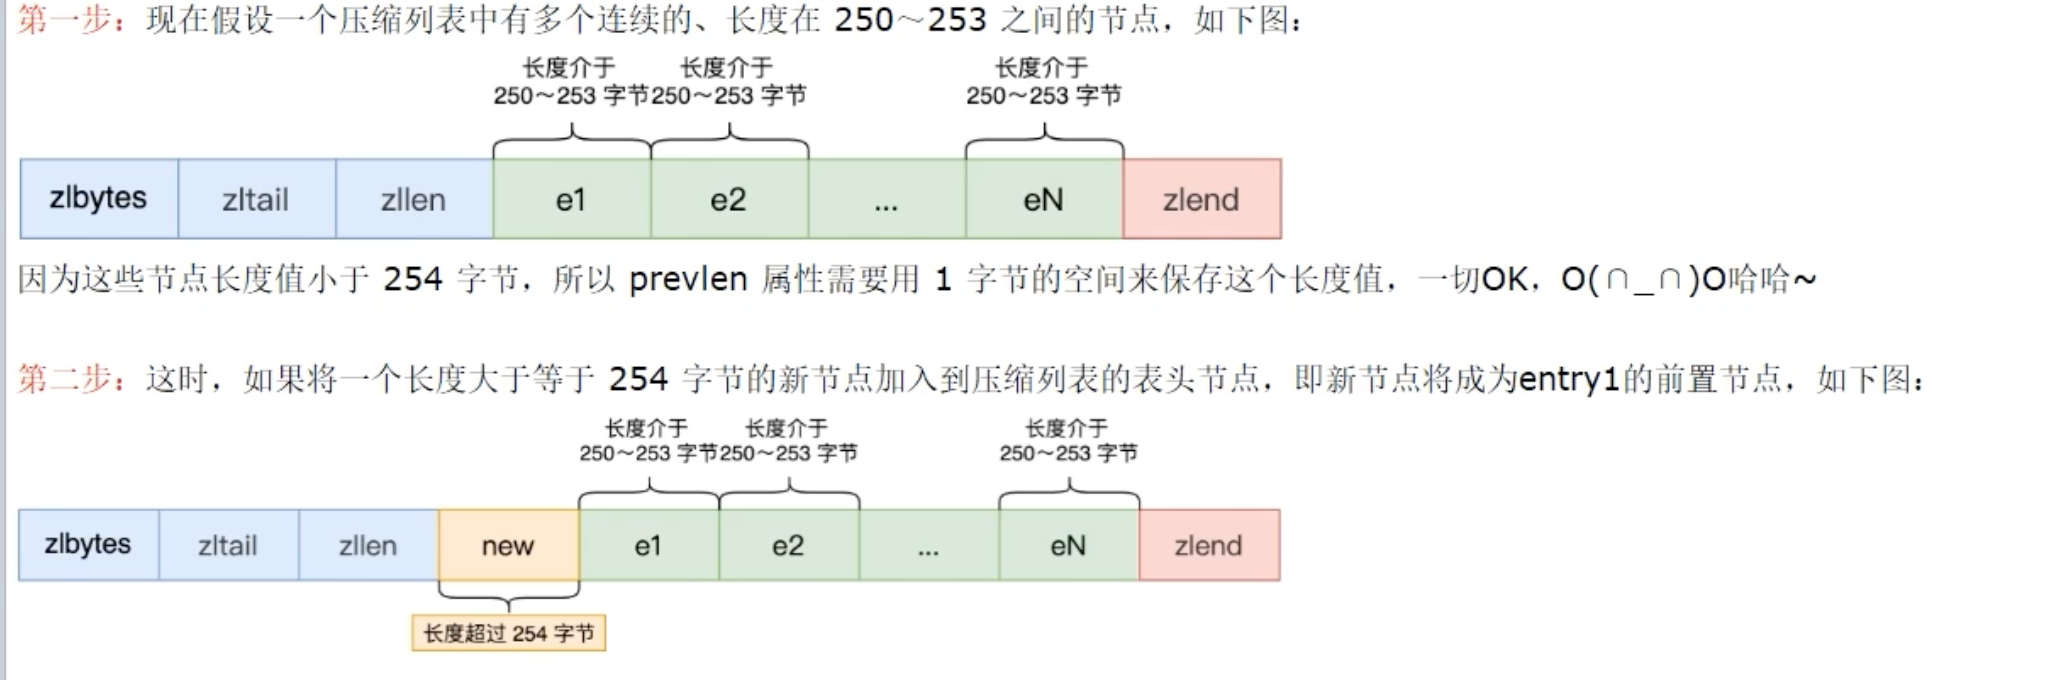 第一步：现在假设一个压缩列表中有多个连续的、长度在 250～253 之间的节点，如下图：
长度介于 长度介于 长度介于
250～253 字节 250～253 字节 250～253 字节
zlbytes zltail zllen e1 e2 ... eN zlend
因为这些节点长度值小于 254 字节，所以 prevlen 属性需要用 1 字节的空间来保存这个长度值，一切OK，O(∩_∩)O哈哈~
第二步：这时，如果将一个长度大于等于 254 字节的新节点加入到压缩列表的表头节点，即新节点将成为entry1的前置节点，如下图：
长度介于 长度介于 长度介于
250～253 字节 250～253 字节 250～253 字节
zlbytes zltail zllen new e1 e2 ... eN zlend
长度超过 254 字节